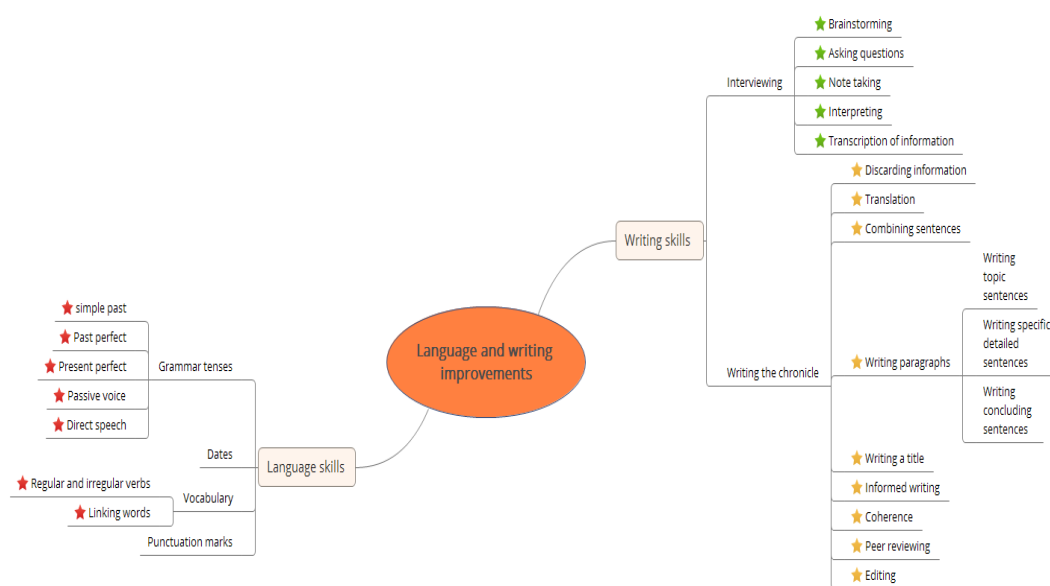 Language and writing
improvements
Writing skills
Interviewing
Brainstorming
Asking questions
Note taking
Interpreting
Transcription of information
Writing the chronicle
Discarding information
Translation
Combining sentences
Writing paragraphs
Writing
topic
sentences
Writing specific
detailed
sentences
Writing
concluding
sentences
Writing a title
Informed writing
Coherence
Peer reviewing
Editing
Language skills
Grammar tenses
simple past
Past perfect
Present perfect
Passive voice
Direct speech
Dates
Vocabulary
Regular and irregular verbs
Linking words
Punctuation marks